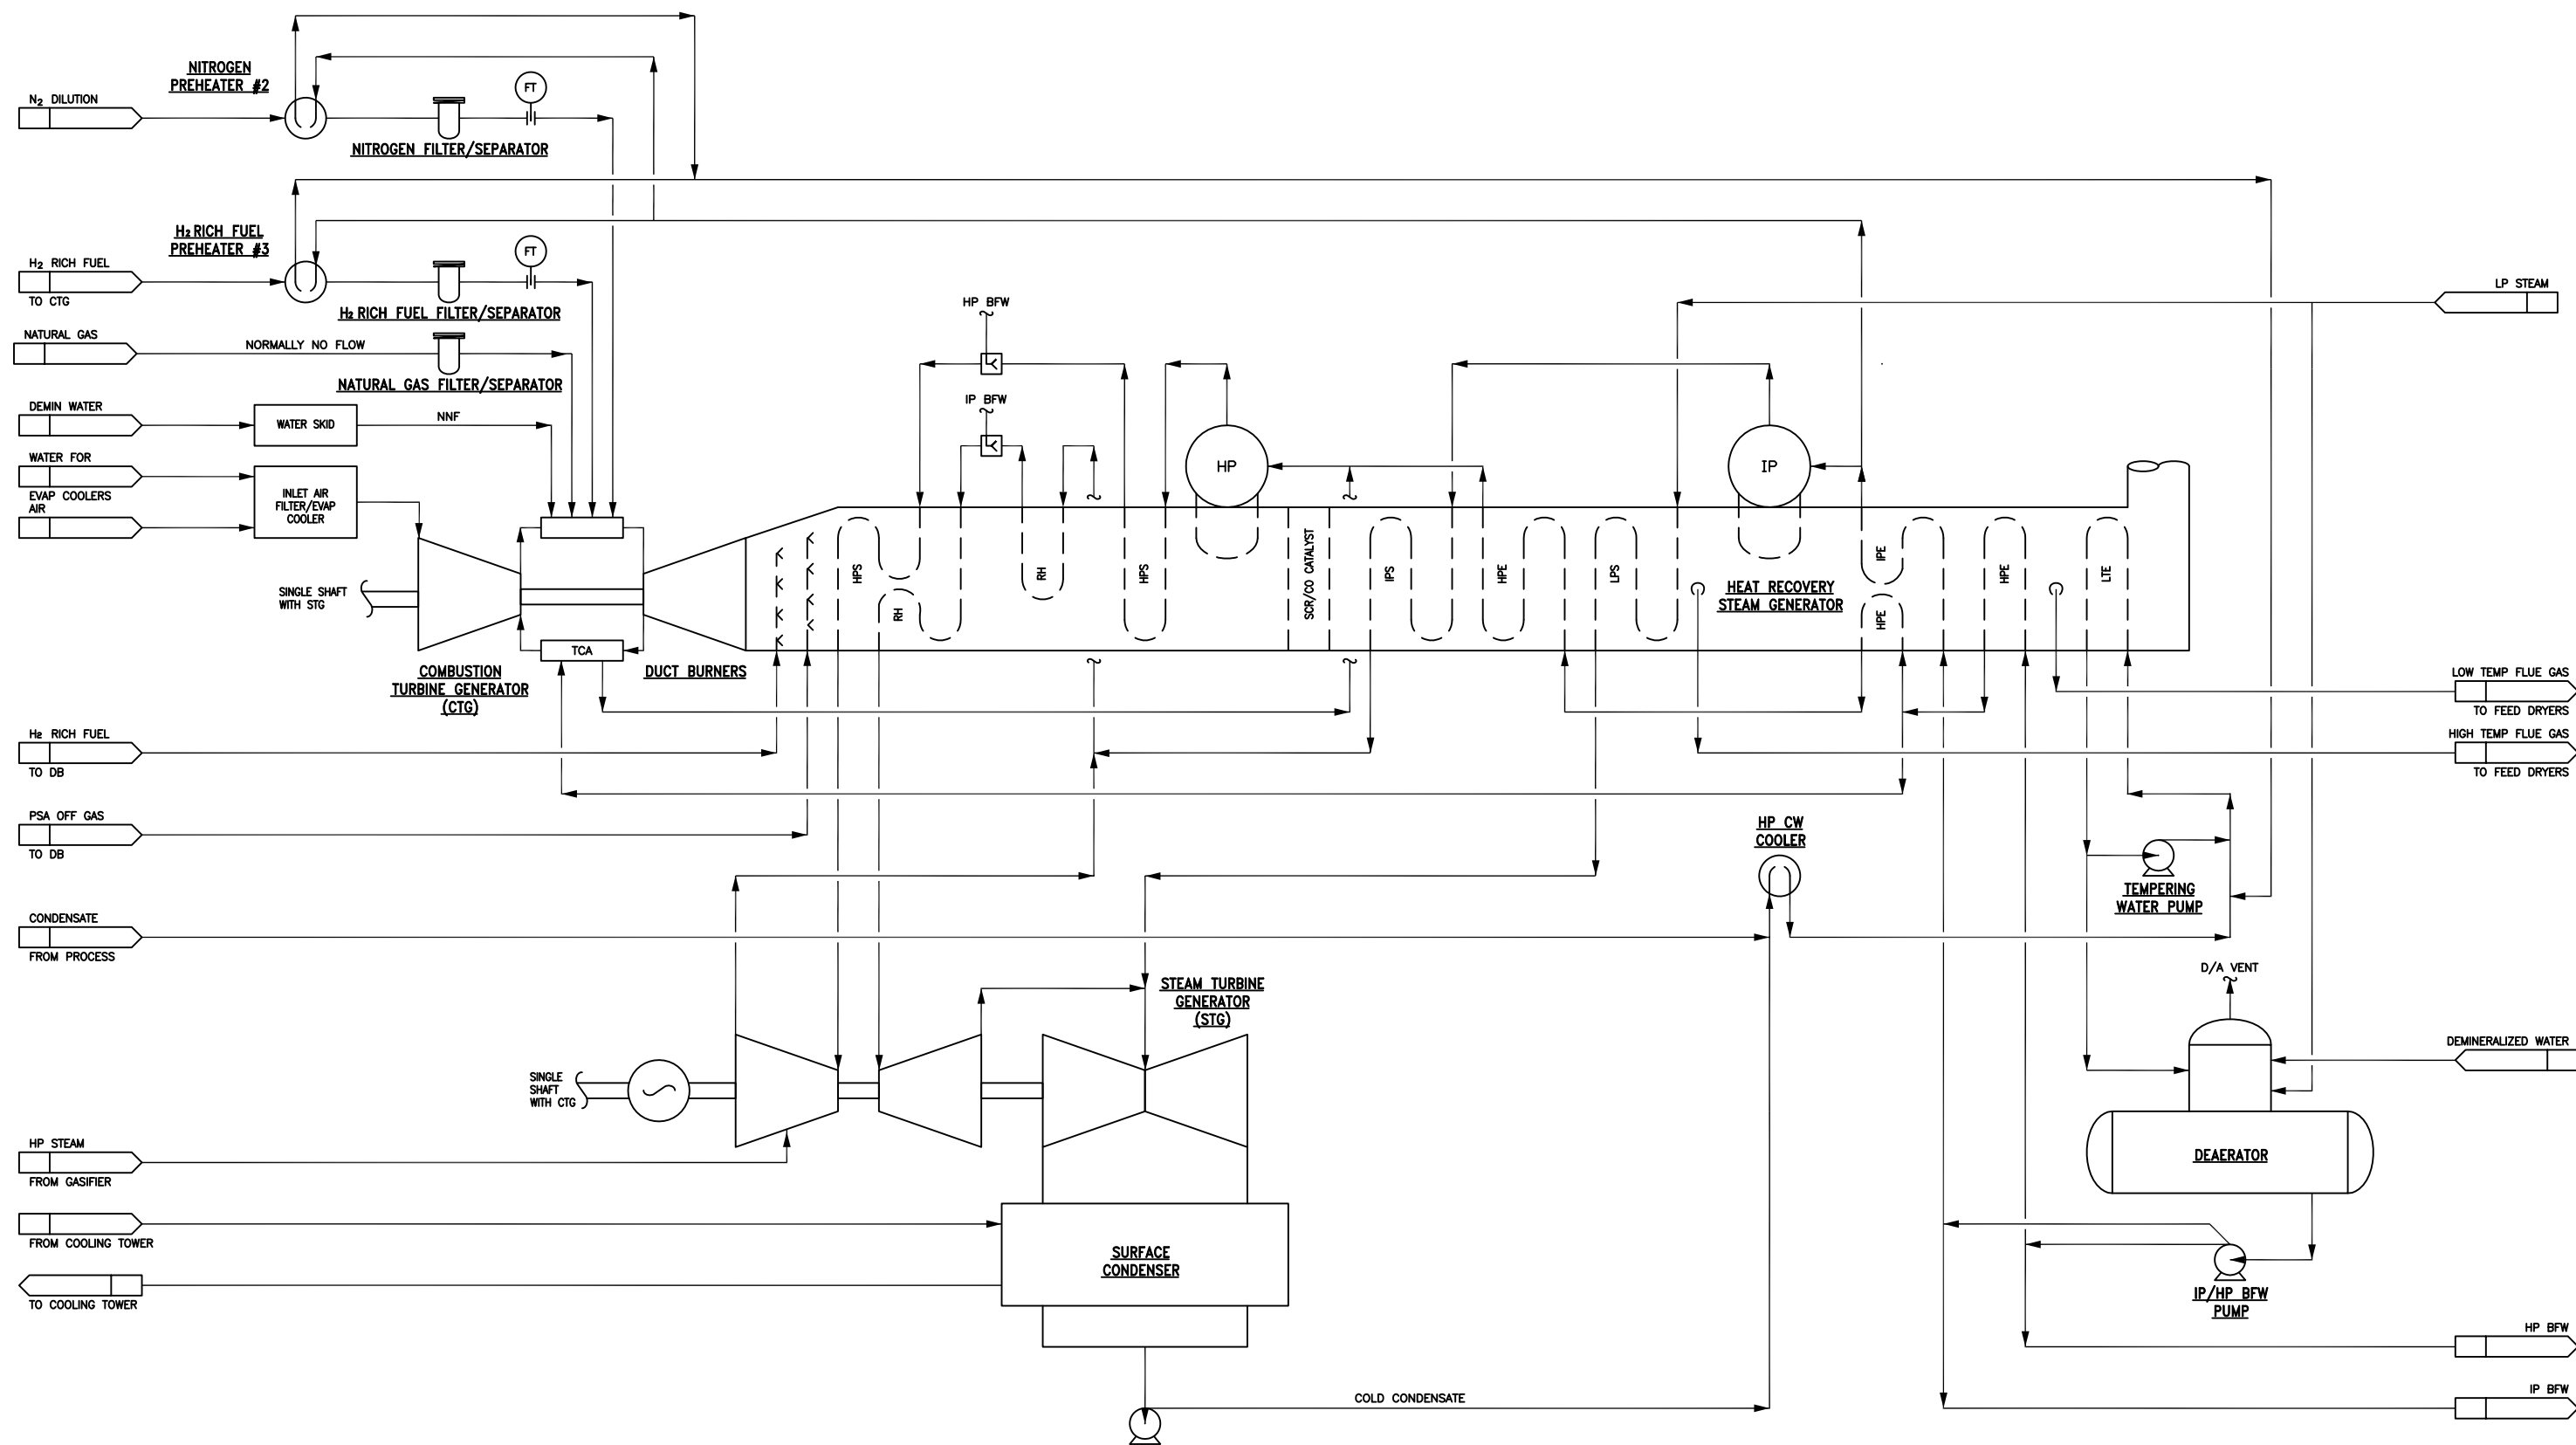 NITROGEN
PREHEATER #2
N2 DILUTION
FT
NITROGEN FILTER/SEPARATOR
H2 RICH FUEL
PREHEATER #3
H2 RICH FUEL
TO CTG
FT
H2 RICH FUEL FILTER/SEPARATOR
NATURAL GAS
NORMALLY NO FLOW
NATURAL GAS FILTER/SEPARATOR
DEMIN WATER
WATER SKID
NNF
WATER FOR
EVAP COOLERS
AIR
INLET AIR
FILTER/EVAP
COOLER
SINGLE SHAFT
WITH STG
TCA
COMBUSTION
TURBINE GENERATOR
(CTG)
DUCT BURNERS
HP BFW
IP BFW
HP
IP
HPS
RH
RH
HPS
SCR/CO CATALYST
IPS
HPE
LPS
HEAT RECOVERY
STEAM GENERATOR
IPE
HPE
HPE
LTE
LP STEAM
LOW TEMP FLUE GAS
TO FEED DRYERS
HIGH TEMP FLUE GAS
TO FEED DRYERS
H2 RICH FUEL
TO DB
PSA OFF GAS
TO DB
HP CW
COOLER
TEMPERING
WATER PUMP
CONDENSATE
FROM PROCESS
D/A VENT
STEAM TURBINE
GENERATOR
(STG)
DEMINERALIZED WATER
SINGLE
SHAFT
WITH CTG
HP STEAM
FROM GASIFIER
DEAERATOR
FROM COOLING TOWER
SURFACE
CONDENSER
TO COOLING TOWER
IP/HP BFW
PUMP
HP BFW
COLD CONDENSATE
IP BFW